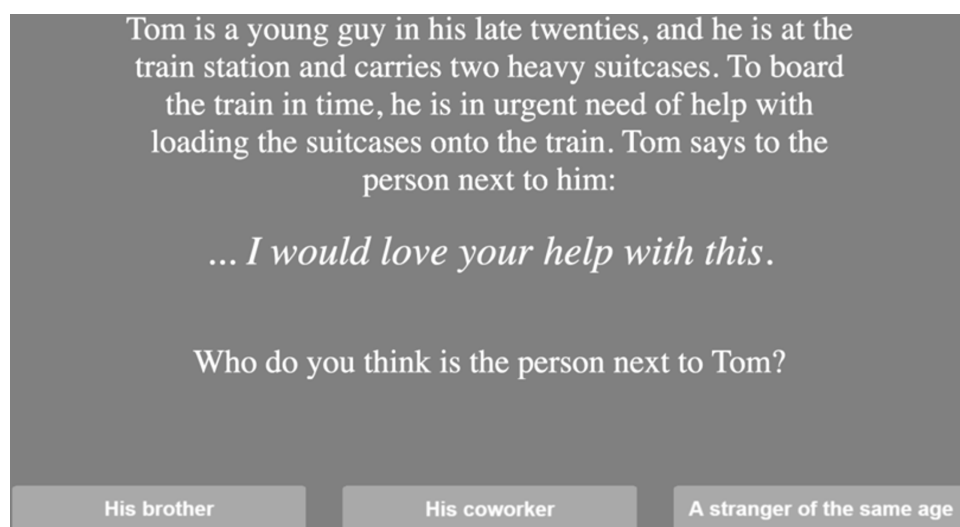 Tom is a young guy in his late twenties, and he is at the
train station and carries two heavy suitcases. To board
the train in time, he is in urgent need of help with
loading the suitcases onto the train. Tom says to the
person next to him:
... I would love your help with this.
Who do you think is the person next to Tom?
His brother
His coworker
A stranger of the same age